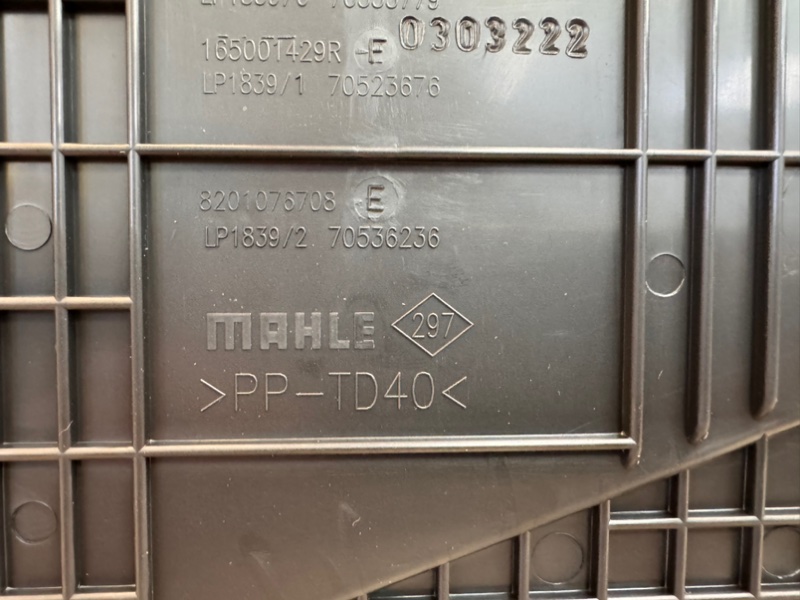 165001429R E 0303222
LP1839/1 70523676
8201076708 E
LP1839/2 70536236
MAHLE 297
>PP-TD40<